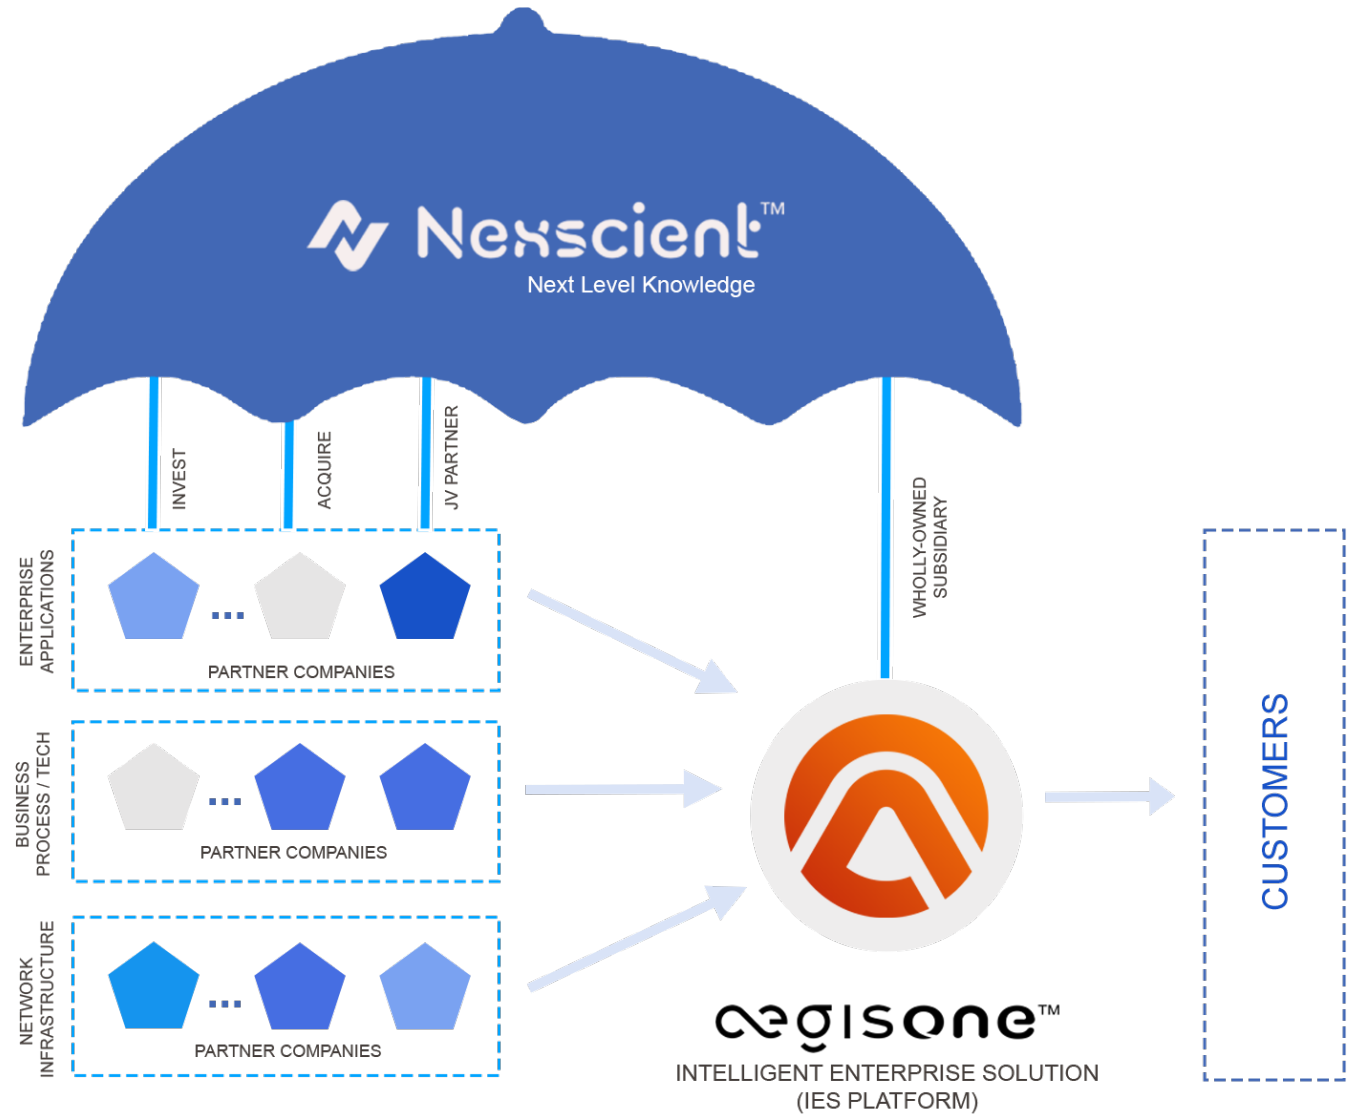 Nexscient™
Next Level Knowledge
INVEST
ACQUIRE
JV PARTNER
WHOLLY-OWNED
SUBSIDIARY
ENTERPRISE
APPLICATIONS
PARTNER COMPANIES
BUSINESS
PROCESS / TECH
PARTNER COMPANIES
NETWORK
INFRASTRUCTURE
PARTNER COMPANIES
aegisone™
INTELLIGENT ENTERPRISE SOLUTION
(IES PLATFORM)
CUSTOMERS